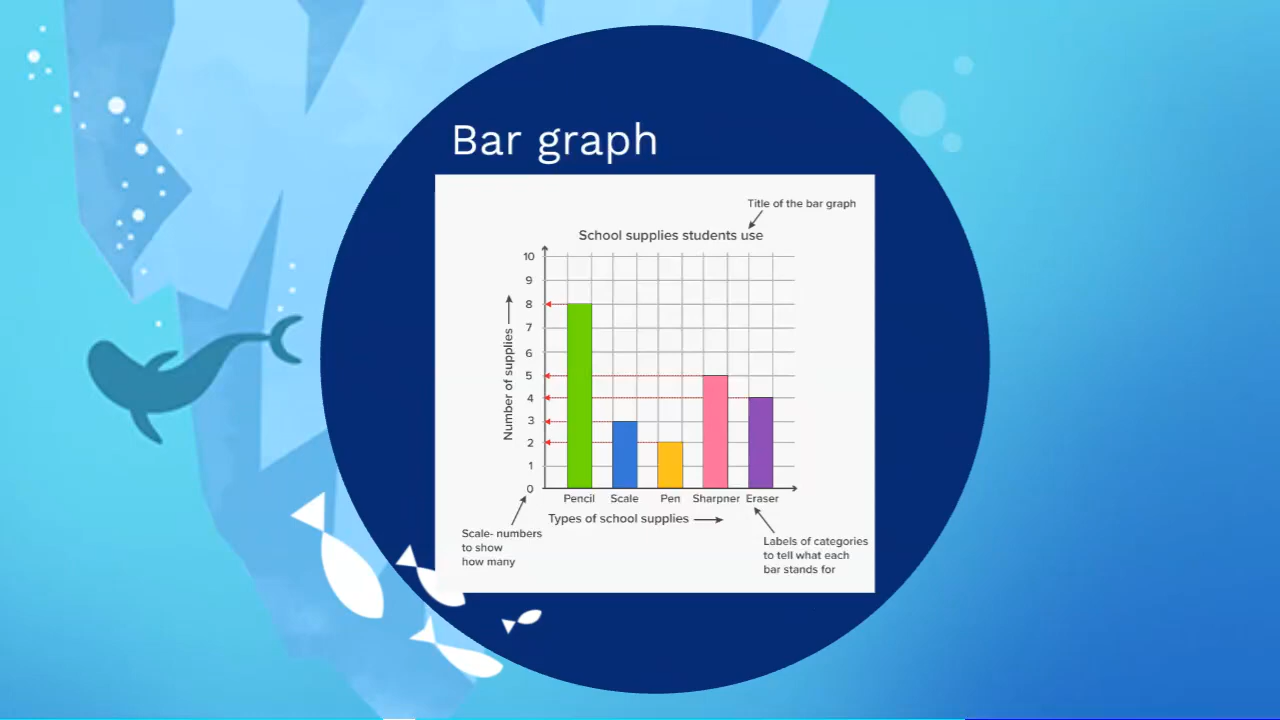 Bar graph
Title of the bar graph
School supplies students use
10
9
8
7
6
5
4
3
2
1
0
Number of supplies
Pencil Scale Pen Sharpner Eraser
Types of school supplies
Scale- numbers
to show
how many
Labels of categories
to tell what each
bar stands for